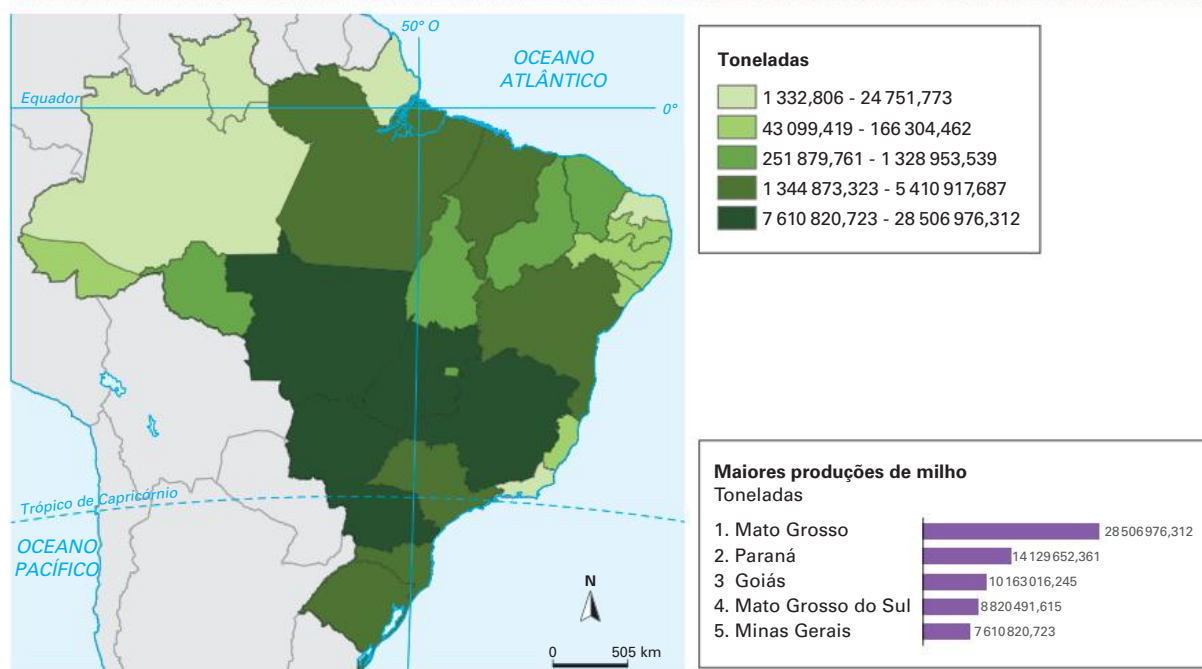 50° O
OCEANO
ATLÂNTICO
Equador
0°
Trópico de Capricórnio
OCEANO
PACÍFICO
N
0 505 km
Toneladas
1 332,806 - 24 751,773
43 099,419 - 166 304,462
251 879,761 - 1 328 953,539
1 344 873,323 - 5 410 917,687
7 610 820,723 - 28 506 976,312
Maiores produções de milho
Toneladas
1. Mato Grosso 28 506 976,312
2. Paraná 14 129 652,361
3 Goiás 10 163 016,245
4. Mato Grosso do Sul 8 820 491,615
5. Minas Gerais 7 610 820,723